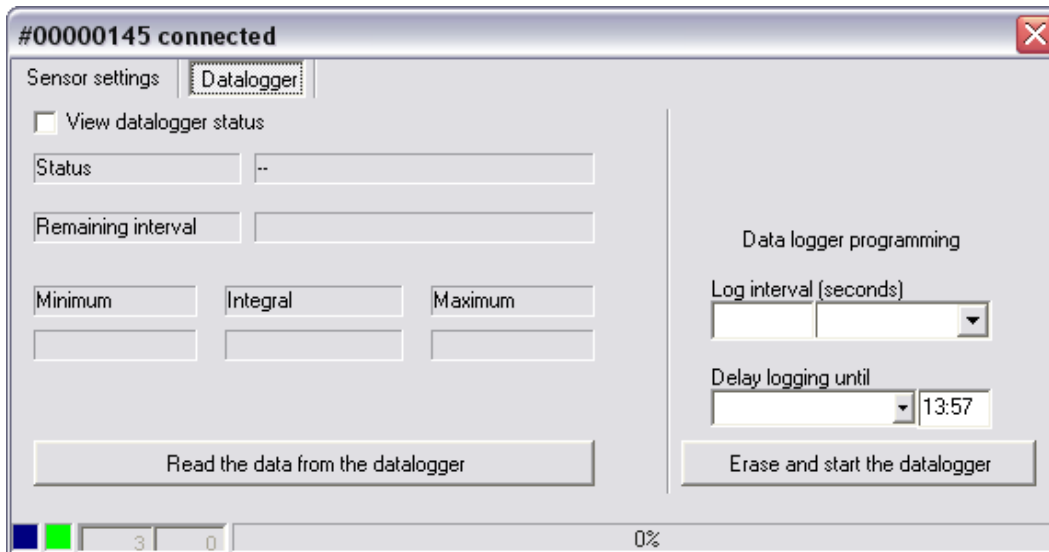 #00000145 connected
Sensor settings Datalogger
View datalogger status
Status --
Remaining interval
Minimum Integral Maximum
Read the data from the datalogger
Data logger programming
Log interval (seconds)
Delay logging until
13:57
Erase and start the datalogger
3 0 0%